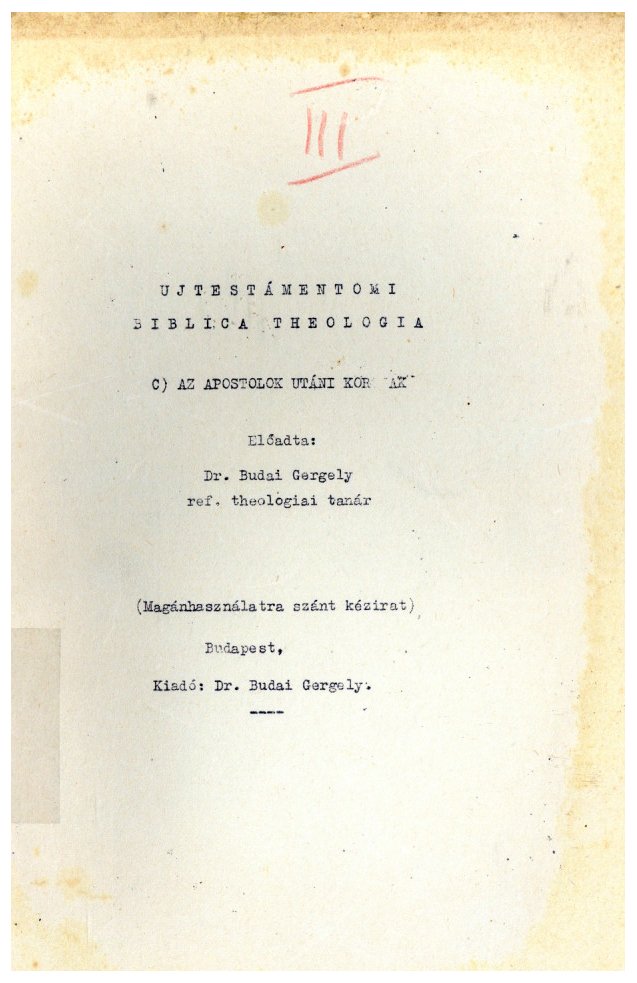 III
UJTESTÁMENTOMI
BIBLICA THEOLOGIA
C) AZ APOSTOLOK UTÁNI
Előadta:
Dr. Budai Gergely
ref. theologiai tanár
(Magánhasználatra szánt kézirat)
Budapest,
Kiadó: Dr. Budai Gergely.